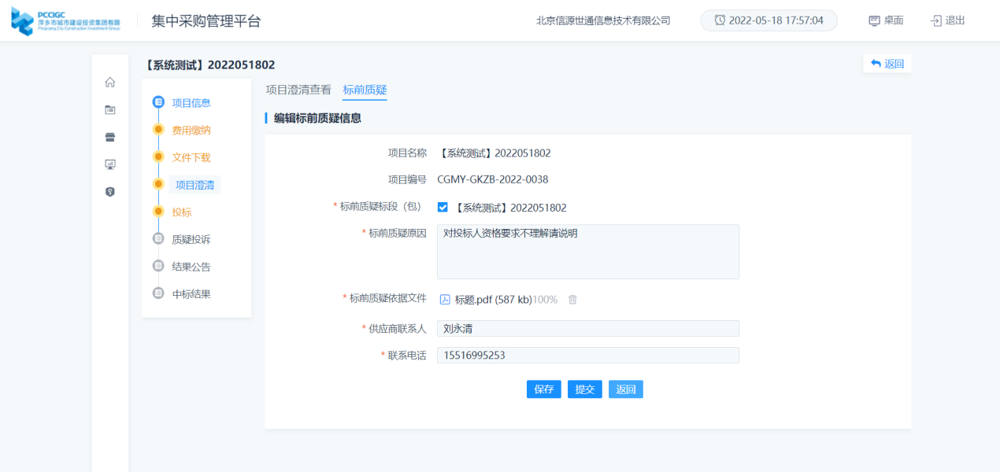 PCCIGC
萍乡市城市建设投资集团有限
Pingxiang City Construction Investment Group
集中采购管理平台
北京信源世通信息技术有限公司
2022-05-18 17:57:04
桌面
退出
【系统测试】2022051802
返回
项目信息
费用缴纳
文件下载
项目澄清
投标
质疑投诉
结果公告
中标结果
项目澄清查看 标前质疑
编辑标前质疑信息
项目名称 【系统测试】2022051802
项目编号 CGMY-GKZB-2022-0038
* 标前质疑标段（包） 【系统测试】2022051802
* 标前质疑原因 对投标人资格要求不理解请说明
* 标前质疑依据文件 标题.pdf (587 kb)100%
* 供应商联系人 刘永清
* 联系电话 15516995253
保存 提交 返回